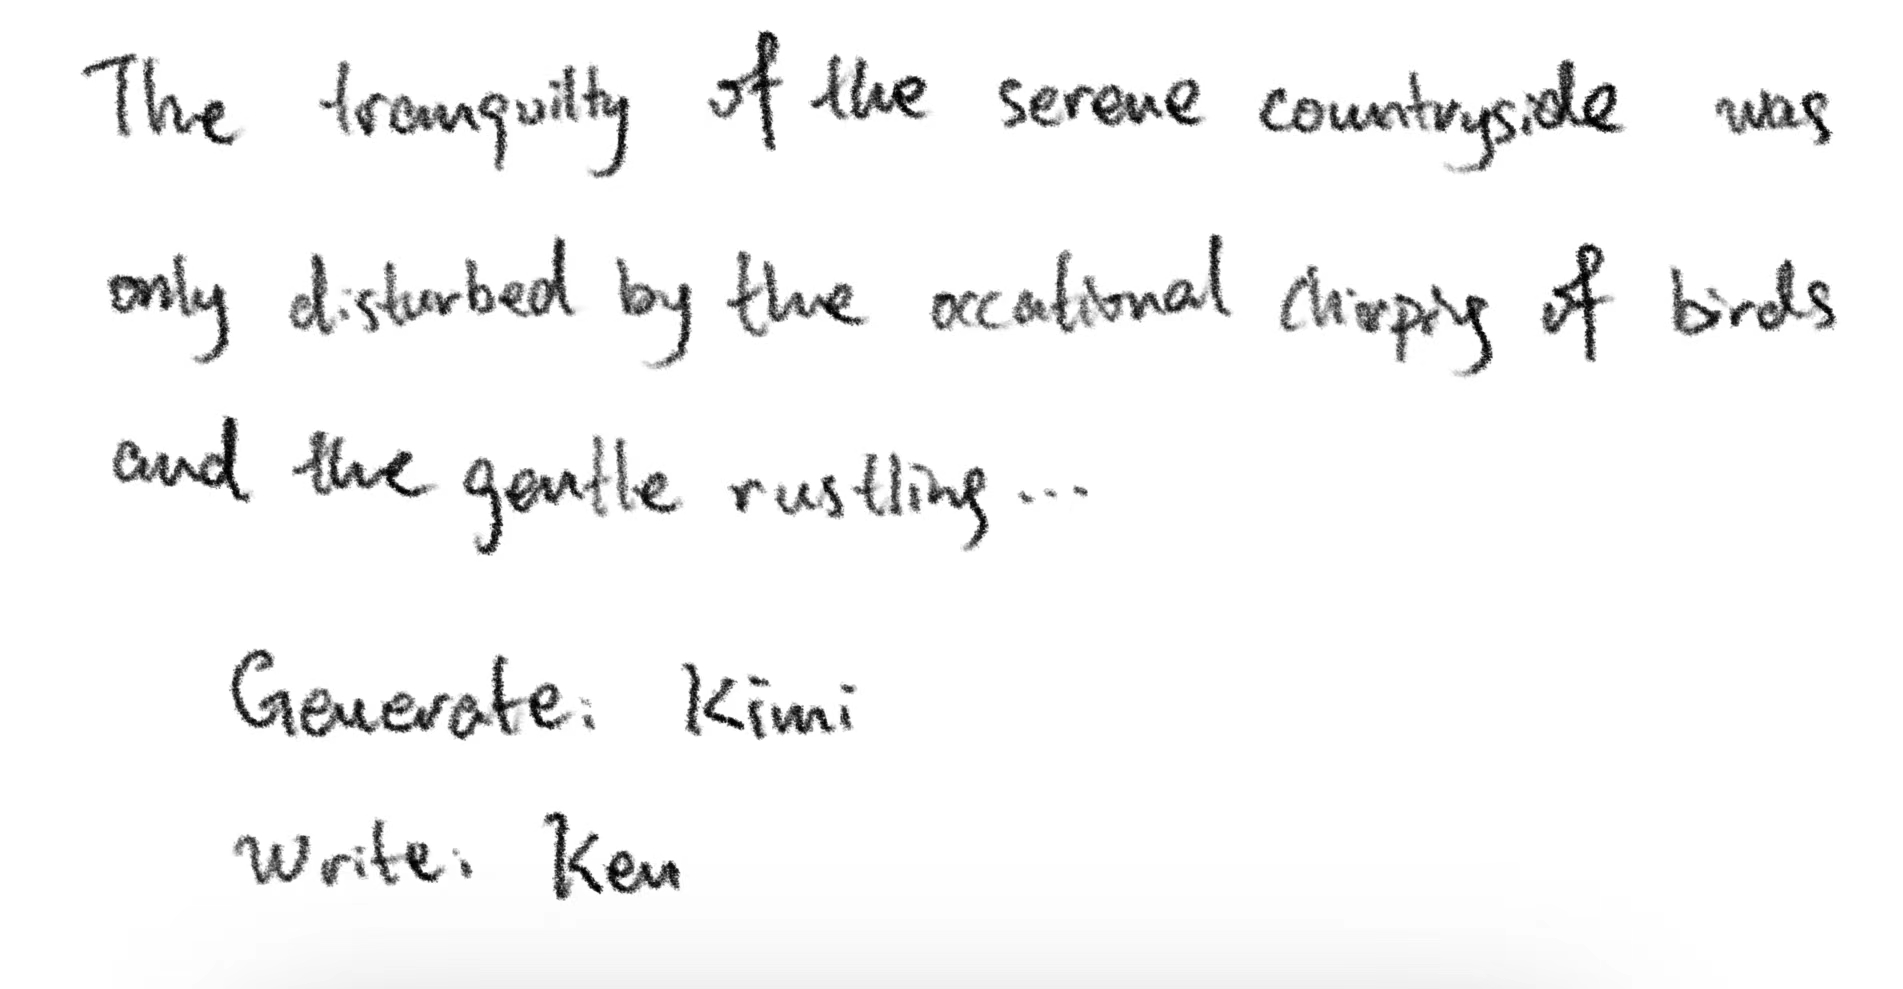 The tranquilty of the serene countryside was
only disturbed by the occational chirping of birds
and the gentle rustling...
Generate: Kimi
Write: Ken